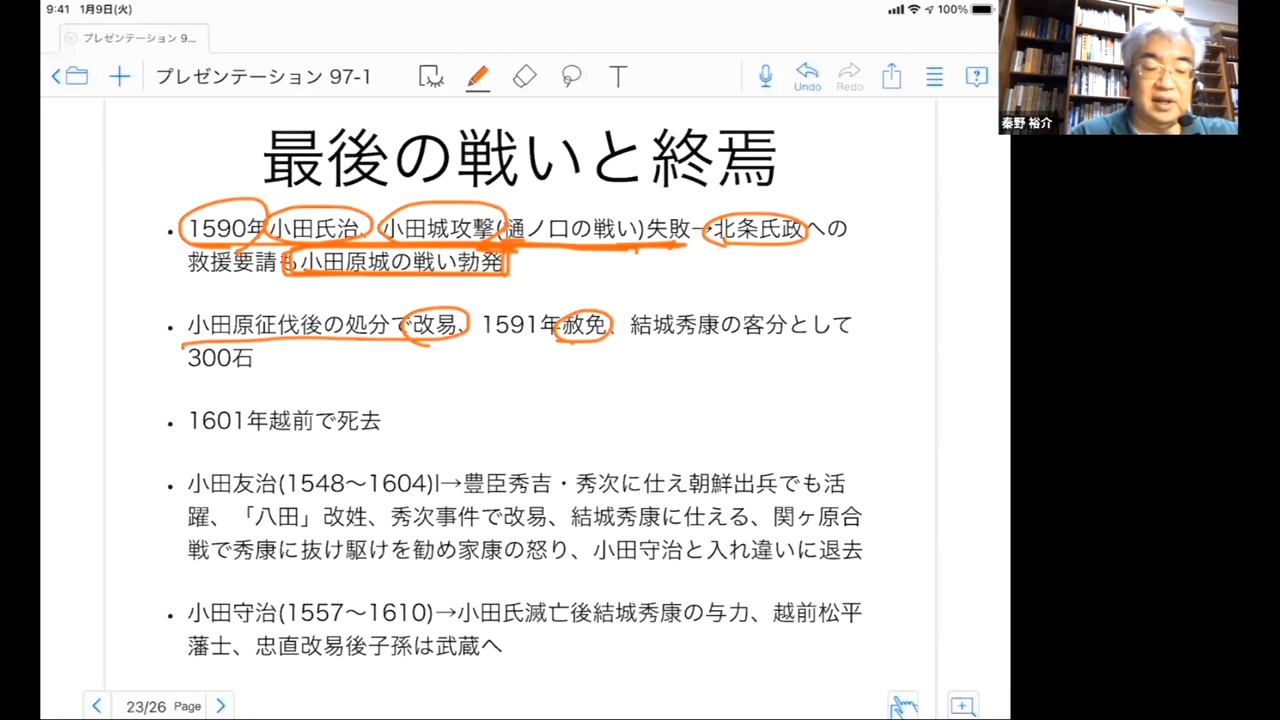 9:41 1月9日(火)
100%
プレゼンテーション 9...
プレゼンテーション 97-1
T
Undo
Redo
秦野 裕介
最後の戦いと終焉
• 1590年小田氏治、小田城攻撃(樋ノ口の戦い)失敗→北条氏政への
救援要請も小田原城の戦い勃発
• 小田原征伐後の処分で改易、1591年赦免、結城秀康の客分として
300石
• 1601年越前で死去
• 小田友治(1548〜1604)l→豊臣秀吉・秀次に仕え朝鮮出兵でも活
躍、「八田」改姓、秀次事件で改易、結城秀康に仕える、関ヶ原合
戦で秀康に抜け駆けを勧め家康の怒り、小田守治と入れ違いに退去
• 小田守治(1557〜1610)→小田氏滅亡後結城秀康の与力、越前松平
藩士、忠直改易後子孫は武蔵へ
23/26 Page